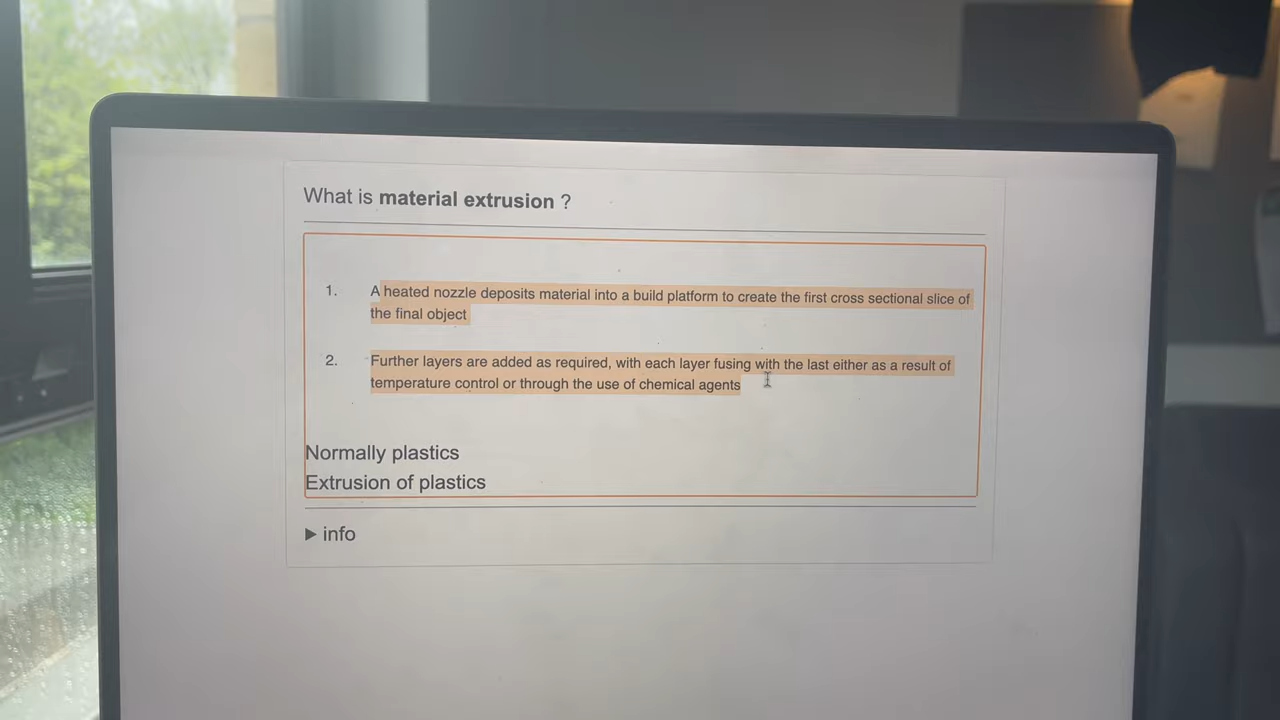 What is material extrusion ?
1. A heated nozzle deposits material into a build platform to create the first cross sectional slice of
the final object
2. Further layers are added as required, with each layer fusing with the last either as a result of
temperature control or through the use of chemical agents
Normally plastics
Extrusion of plastics
▶ info